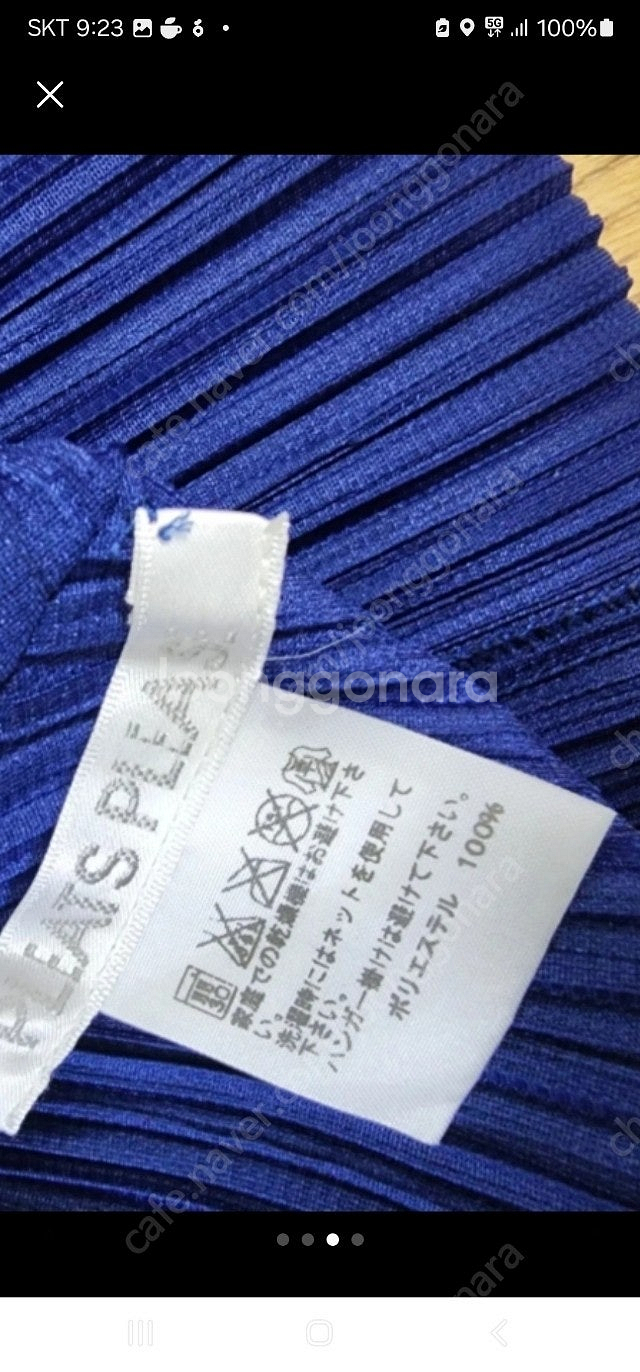 SKT 9:23
5G
100%
cafe.naver.com/joonggonara
joonggonara
PLEATS PLEAS
家庭での乾燥機はお避け下さ
い。
洗濯時にはネットを使用して
下さい。
ハンガー掛けは避けて下さい。
ポリエステル 100%